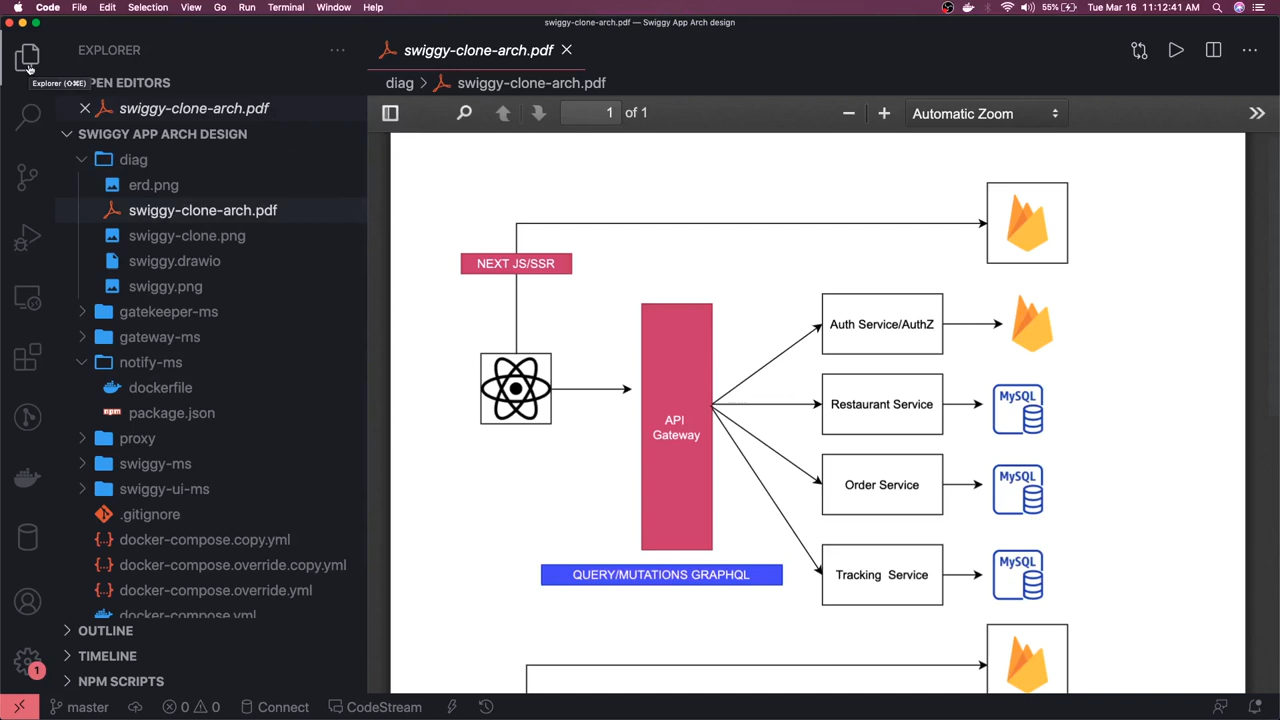 Code File Edit Selection View Go Run Terminal Window Help 55% Tue Mar 16 11:12:41 AM
swiggy-clone-arch.pdf — Swiggy App Arch design
EXPLORER
swiggy-clone-arch.pdf
Explorer (⇧⌘E)
OPEN EDITORS
diag > swiggy-clone-arch.pdf
swiggy-clone-arch.pdf
1 of 1
Automatic Zoom
SWIGGY APP ARCH DESIGN
diag
erd.png
swiggy-clone-arch.pdf
swiggy-clone.png
swiggy.drawio
swiggy.png
gatekeeper-ms
gateway-ms
notify-ms
dockerfile
package.json
proxy
swiggy-ms
swiggy-ui-ms
.gitignore
docker-compose.copy.yml
docker-compose.override.copy.yml
docker-compose.override.yml
docker-compose.yml
OUTLINE
TIMELINE
NPM SCRIPTS
1
NEXT JS/SSR
API
Gateway
Auth Service/AuthZ
Restaurant Service
MySQL
Order Service
MySQL
Tracking Service
MySQL
QUERY/MUTATIONS GRAPHQL
master 0 0 Connect CodeStream